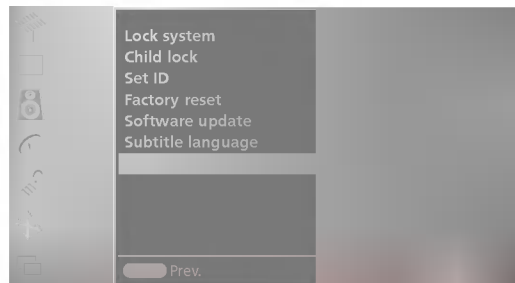 Lock system
Child lock
Set ID
Factory reset
Software update
Subtitle language
Prev.